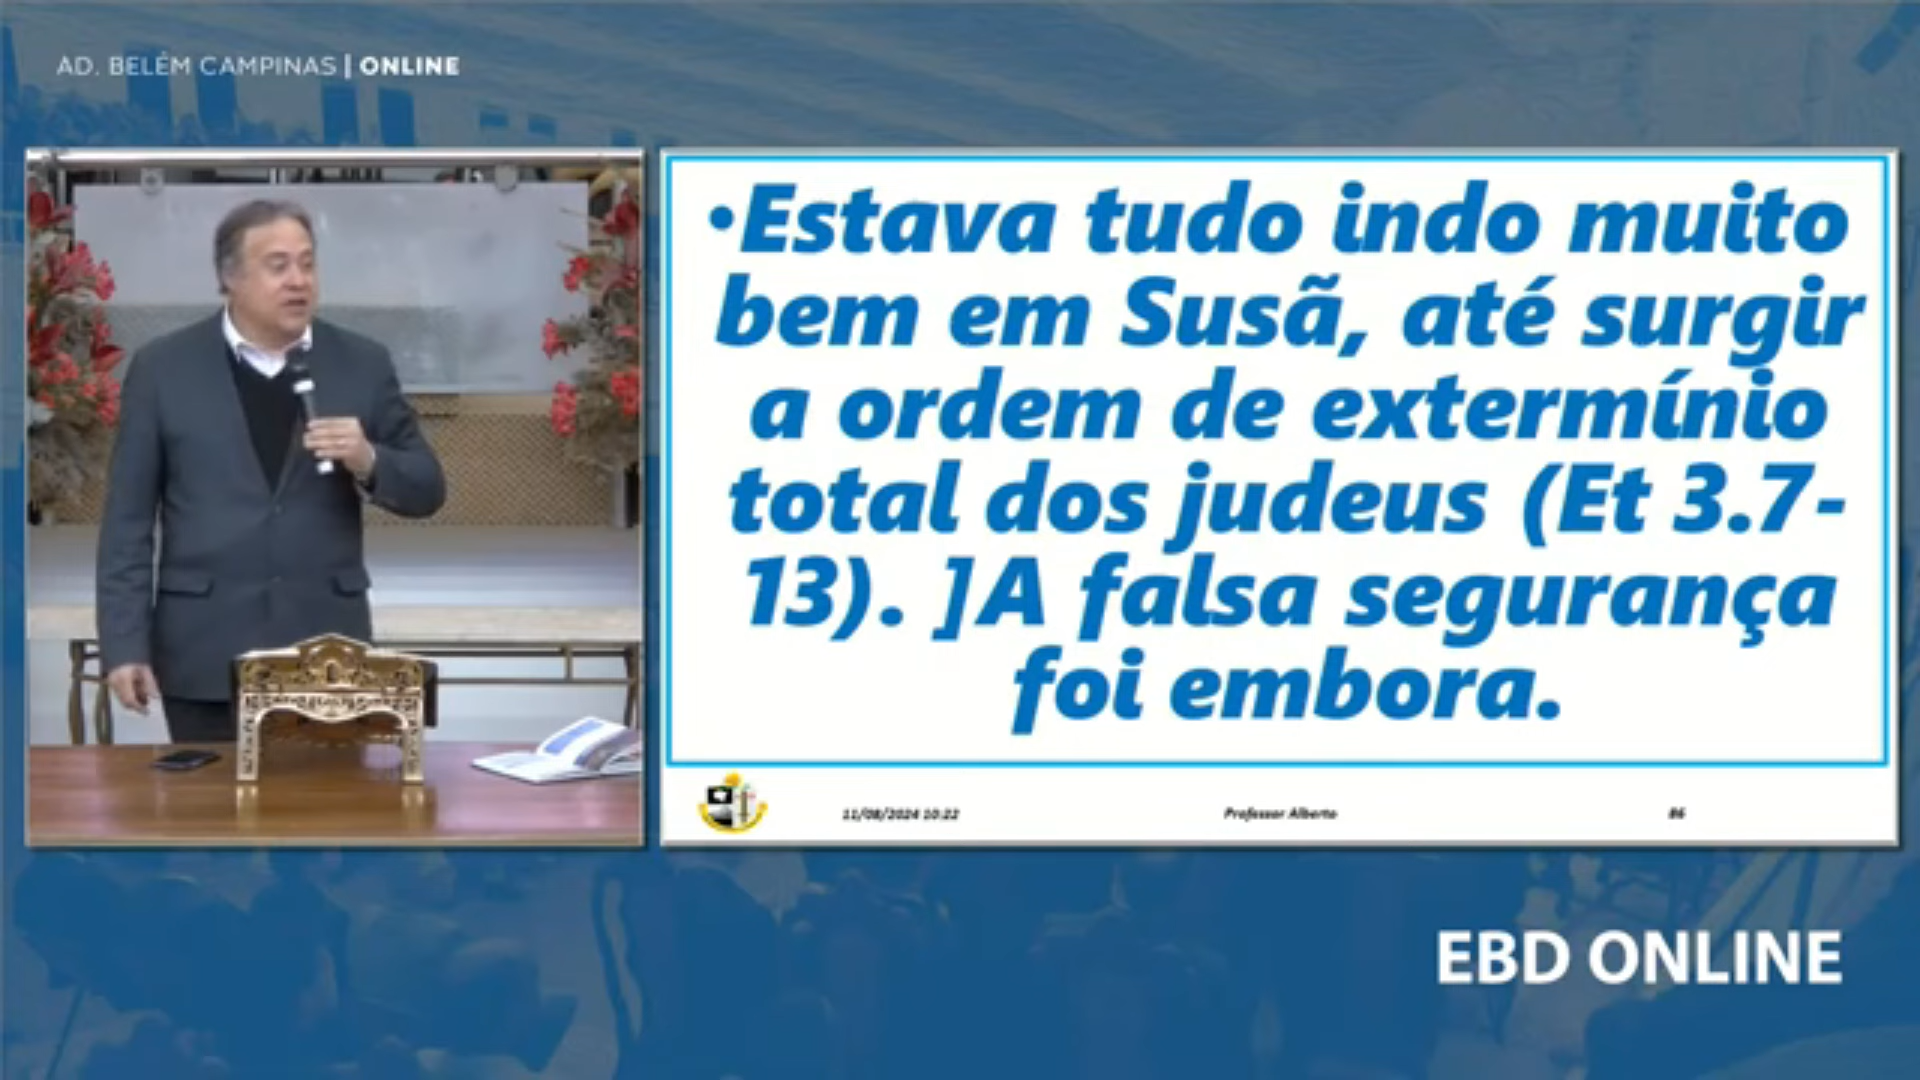 AD. BELÉM CAMPINAS | ONLINE
•Estava tudo indo muito
bem em Susã, até surgir
a ordem de extermínio
total dos judeus (Et 3.7-
13). ]A falsa segurança
foi embora.
11/08/2024 10:22
Professor Alberto
86
EBD ONLINE